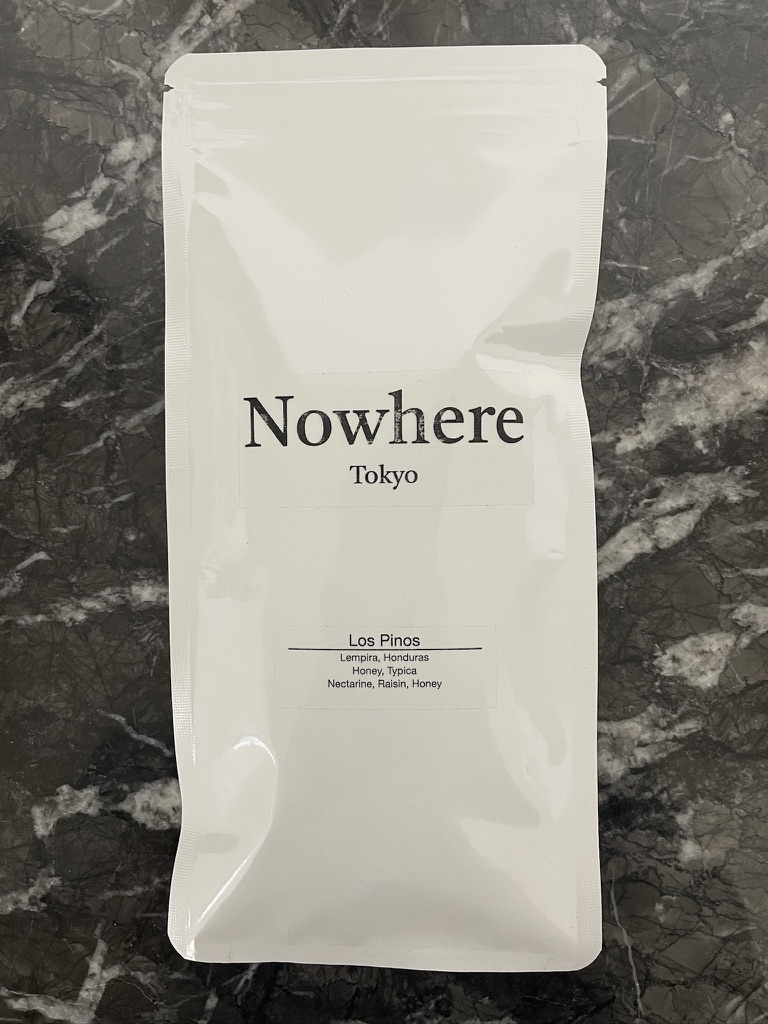 Nowhere
Tokyo
Los Pinos
Lempira, Honduras
Honey, Typica
Nectarine, Raisin, Honey